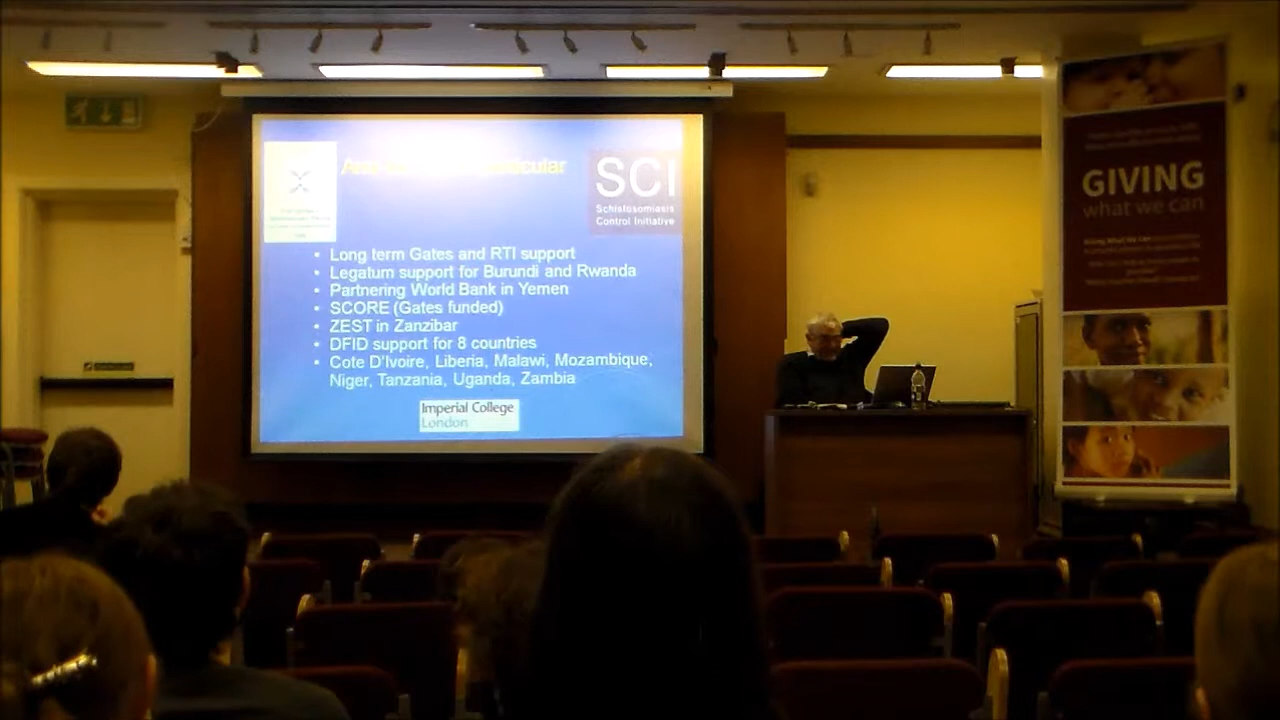 SCI
Schistosomiasis
Control Initiative
• Long term Gates and RTI support
• Legatum support for Burundi and Rwanda
• Partnering World Bank in Yemen
• SCORE (Gates funded)
• ZEST in Zanzibar
• DFID support for 8 countries
• Cote D'Ivoire, Liberia, Malawi, Mozambique,
Niger, Tanzania, Uganda, Zambia
Imperial College
London
GIVING
what we can